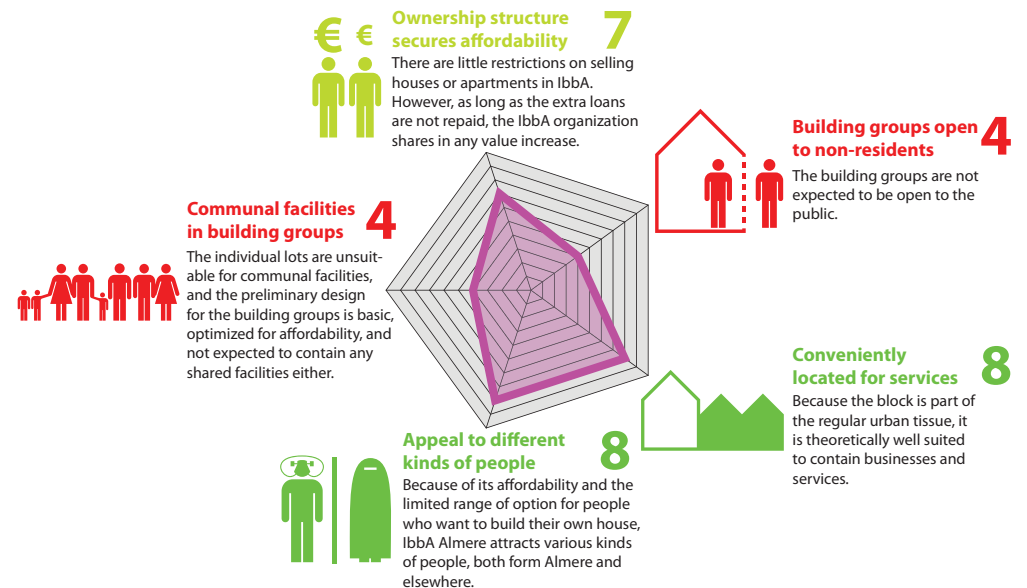 € €
Ownership structure
secures affordability
7
There are little restrictions on selling
houses or apartments in IbbA.
However, as long as the extra loans
are not repaid, the IbbA organization
shares in any value increase.
Building groups open
to non-residents
4
The building groups are not
expected to be open to the
public.
Communal facilities
in building groups
4
The individual lots are unsuit-
able for communal facilities,
and the preliminary design
for the building groups is basic,
optimized for affordability, and
not expected to contain any
shared facilities either.
Conveniently
located for services
8
Because the block is part of
the regular urban tissue, it
is theoretically well suited
to contain businesses and
services.
Appeal to different
kinds of people
8
Because of its affordability and the
limited range of option for people
who want to build their own house,
IbbA Almere attracts various kinds
of people, both form Almere and
elsewhere.